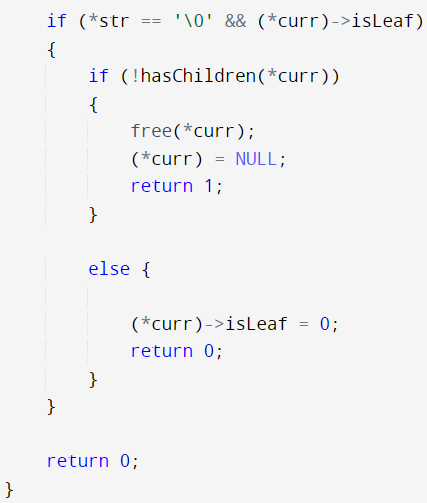 if (*str == '\0' && (*curr)->isLeaf)
    {
        if (!hasChildren(*curr))
        {
            free(*curr);
            (*curr) = NULL;
            return 1;
        }

        else {

            (*curr)->isLeaf = 0;
            return 0;
        }
    }

    return 0;
}